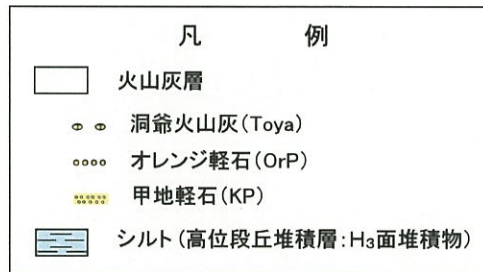 凡 例
火山灰層
洞爺火山灰(Toya)
オレンジ軽石(OrP)
甲地軽石(KP)
シルト(高位段丘堆積層:H₃面堆積物)